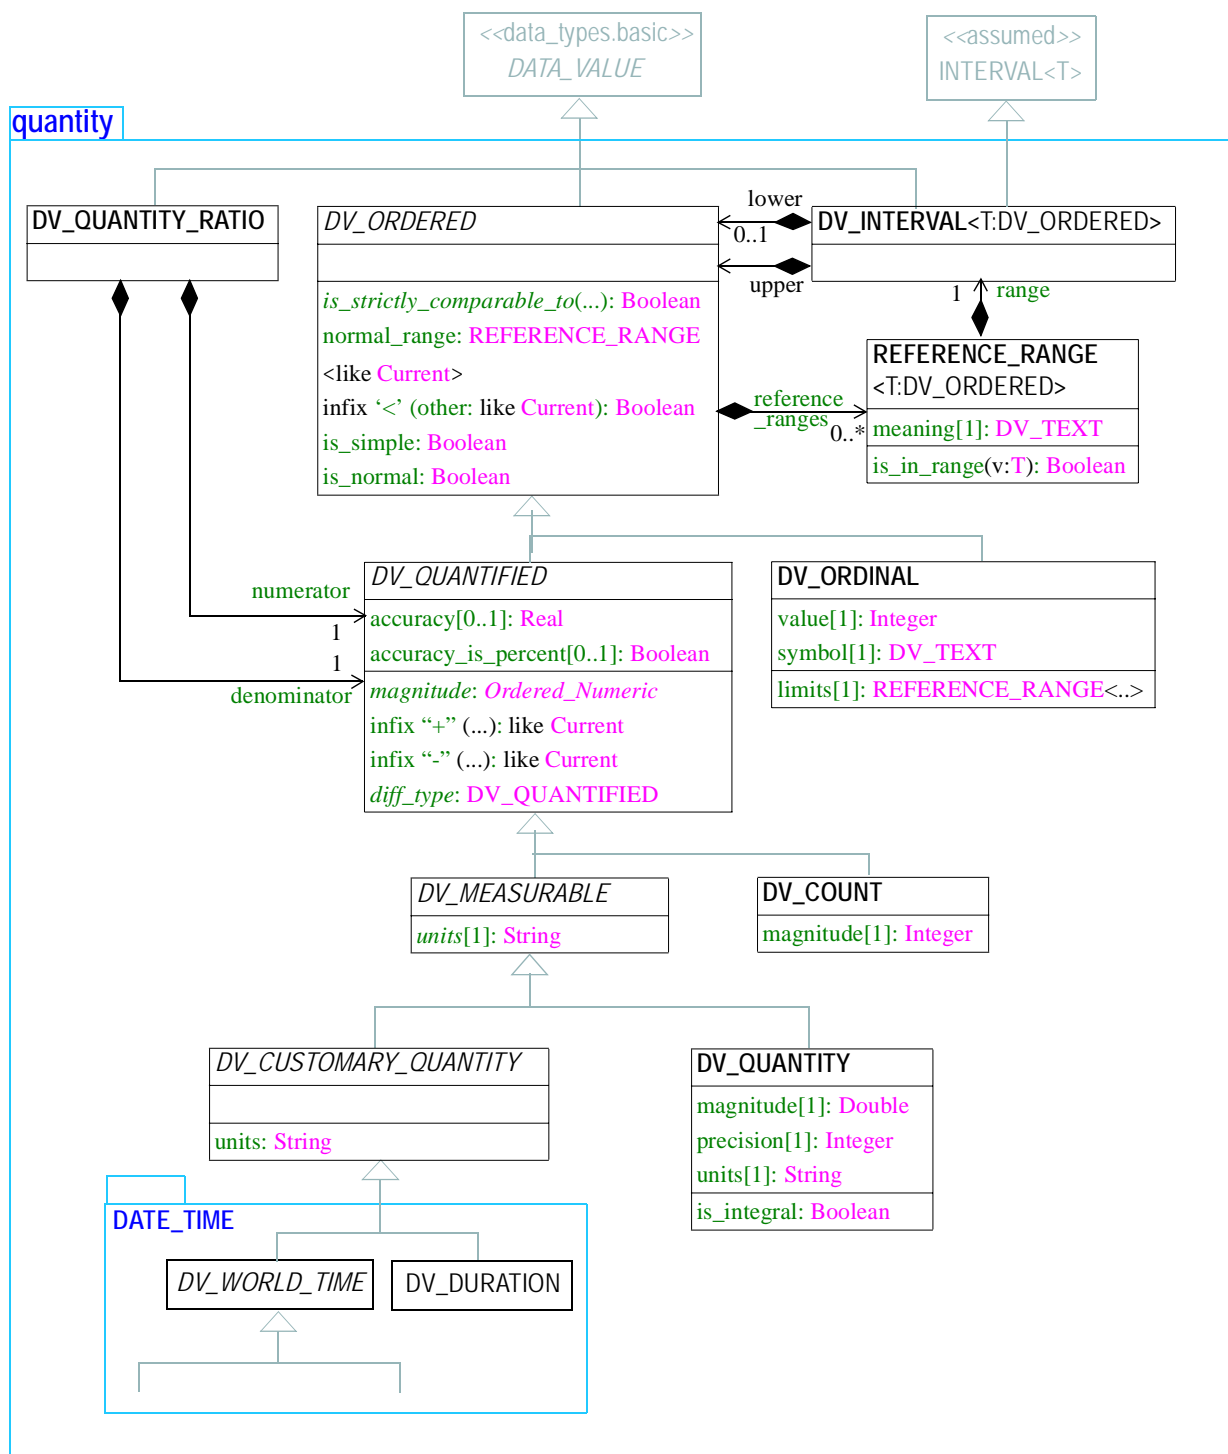 <<data_types.basic>>
DATA_VALUE
<<assumed>>
INTERVAL<T>
quantity
DV_QUANTITY_RATIO
DV_ORDERED
is_strictly_comparable_to(...): Boolean
normal_range: REFERENCE_RANGE
<like Current>
infix ‘<’ (other: like Current): Boolean
is_simple: Boolean
is_normal: Boolean
lower
0..1
upper
DV_INTERVAL<T:DV_ORDERED>
1
range
REFERENCE_RANGE
<T:DV_ORDERED>
meaning[1]: DV_TEXT
is_in_range(v:T): Boolean
reference
_ranges
0..*
numerator
1
1
denominator
DV_QUANTIFIED
accuracy[0..1]: Real
accuracy_is_percent[0..1]: Boolean
magnitude: Ordered_Numeric
infix “+” (...): like Current
infix “-” (...): like Current
diff_type: DV_QUANTIFIED
DV_ORDINAL
value[1]: Integer
symbol[1]: DV_TEXT
limits[1]: REFERENCE_RANGE<..>
DV_MEASURABLE
units[1]: String
DV_COUNT
magnitude[1]: Integer
DV_CUSTOMARY_QUANTITY
units: String
DV_QUANTITY
magnitude[1]: Double
precision[1]: Integer
units[1]: String
is_integral: Boolean
DATE_TIME
DV_WORLD_TIME
DV_DURATION